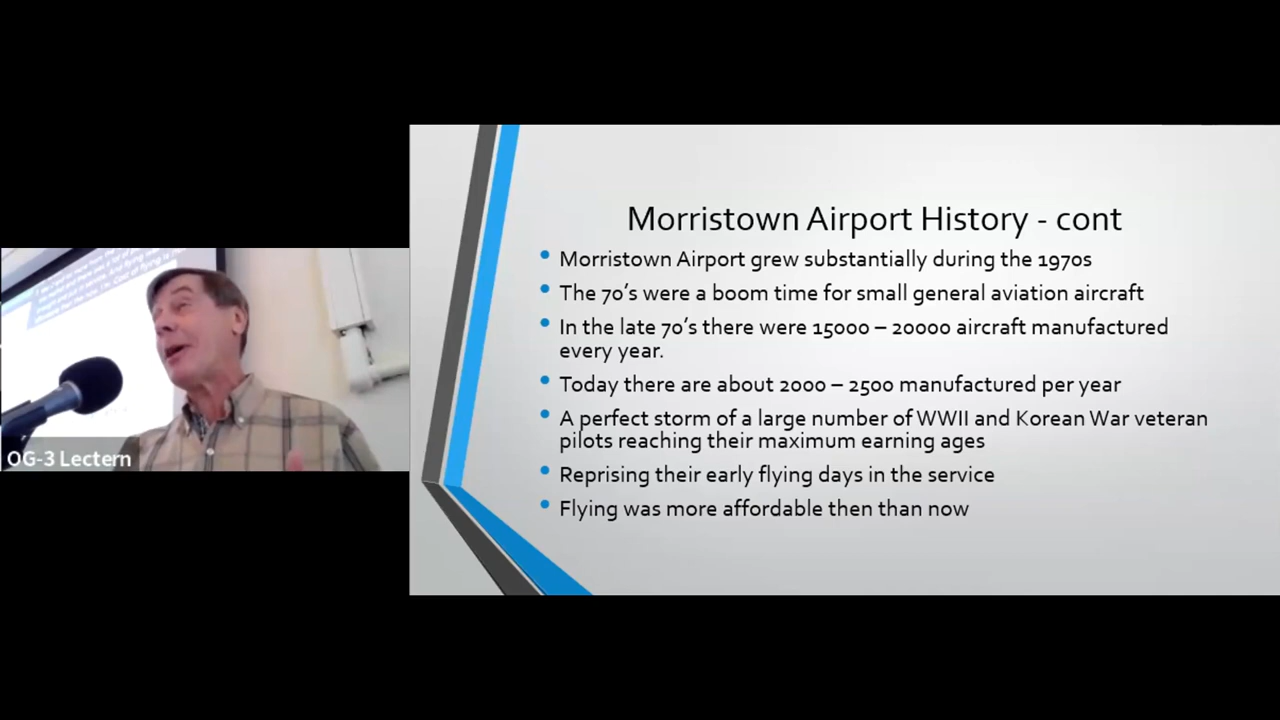 Morristown Airport History - cont
Morristown Airport grew substantially during the 1970s
The 70's were a boom time for small general aviation aircraft
In the late 70's there were 15000 – 20000 aircraft manufactured
every year.
Today there are about 2000 – 2500 manufactured per year
A perfect storm of a large number of WWII and Korean War veteran
pilots reaching their maximum earning ages
Reprising their early flying days in the service
Flying was more affordable then than now
OG-3 Lectern